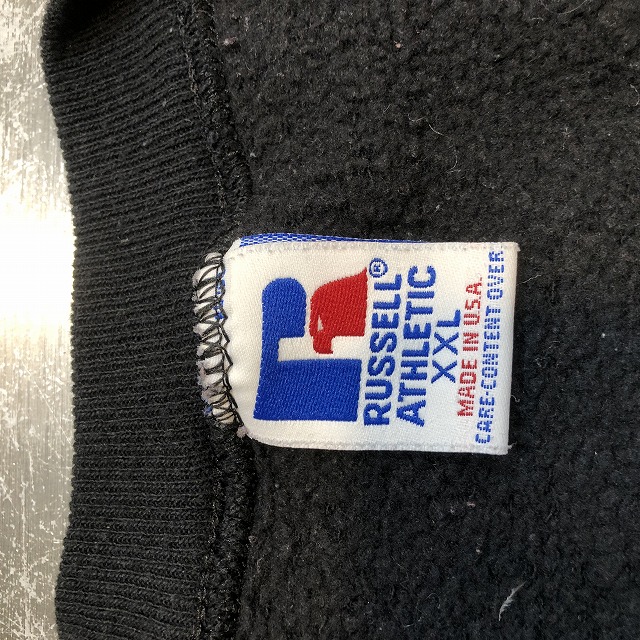 RUSSELL®
ATHLETIC
XXL
MADE IN U.S.A.
CARE-CONTENT OVER